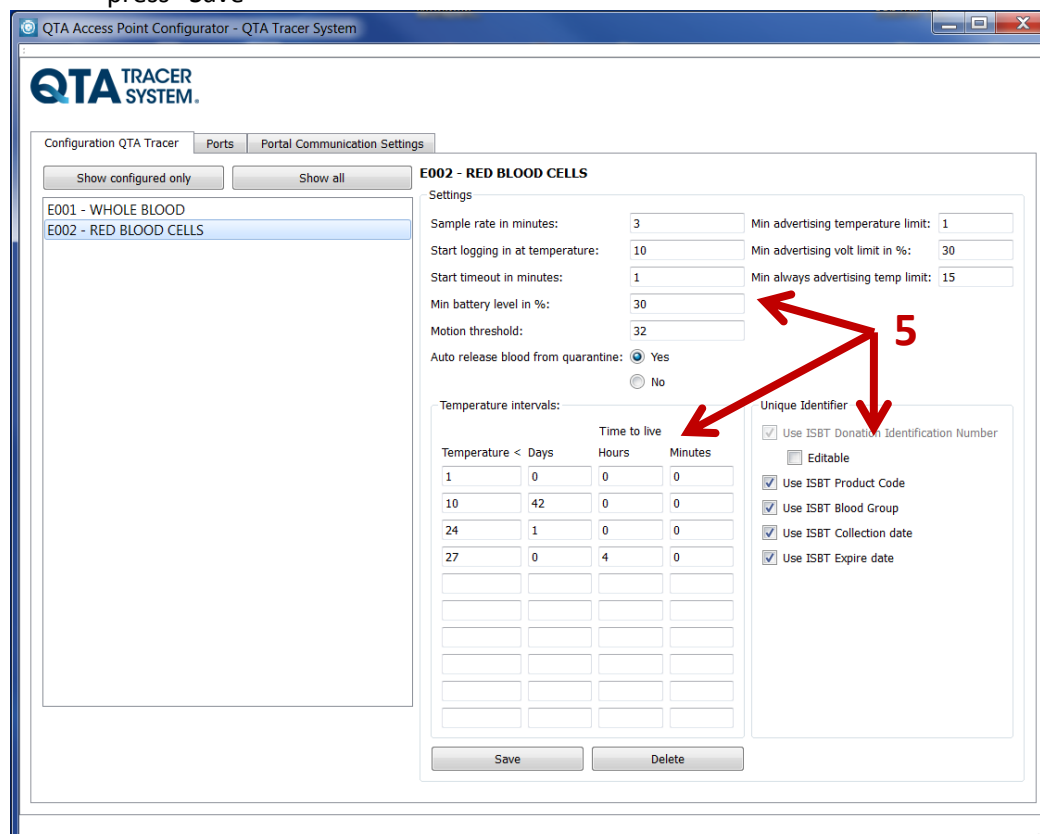 press "Save"
QTA Access Point Configurator - QTA Tracer System
QTA TRACER SYSTEM.
Configuration QTA Tracer Ports Portal Communication Settings
Show configured only Show all
E001 - WHOLE BLOOD
E002 - RED BLOOD CELLS
E002 - RED BLOOD CELLS
Settings
Sample rate in minutes: 3 Min advertising temperature limit: 1
Start logging in at temperature: 10 Min advertising volt limit in %: 30
Start timeout in minutes: 1 Min always advertising temp limit: 15
Min battery level in %: 30
Motion threshold: 32
5
Auto release blood from quarantine: Yes
No
Temperature intervals:
Time to live
Temperature < Days Hours Minutes
1 0 0 0
10 42 0 0
24 1 0 0
27 0 4 0
Unique Identifier
Use ISBT Donation Identification Number
Editable
Use ISBT Product Code
Use ISBT Blood Group
Use ISBT Collection date
Use ISBT Expire date
Save Delete